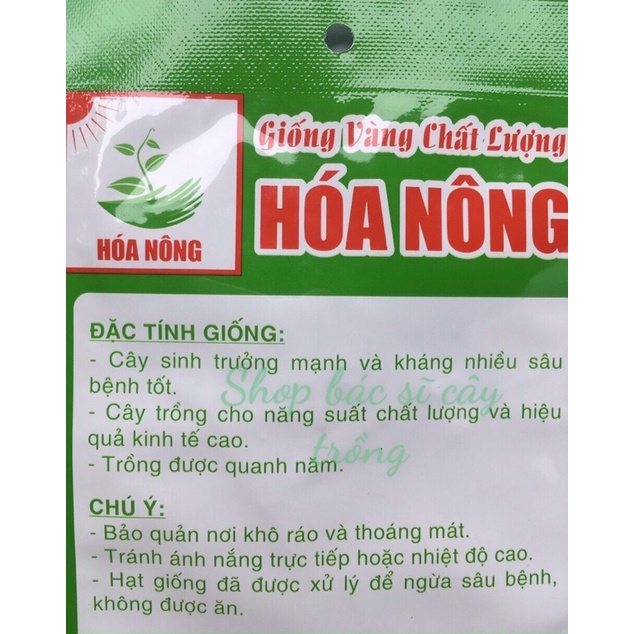 Giống Vàng Chất Lượng
HÓA NÔNG
HÓA NÔNG
ĐẶC TÍNH GIỐNG:
- Cây sinh trưởng mạnh và kháng nhiều sâu
bệnh tốt.
- Cây trồng cho năng suất chất lượng và hiệu
quả kinh tế cao.
- Trồng được quanh năm.
Shop bác sĩ cây
trồng
CHÚ Ý:
- Bảo quản nơi khô ráo và thoáng mát.
- Tránh ánh nắng trực tiếp hoặc nhiệt độ cao.
- Hạt giống đã được xử lý để ngừa sâu bệnh,
không được ăn.